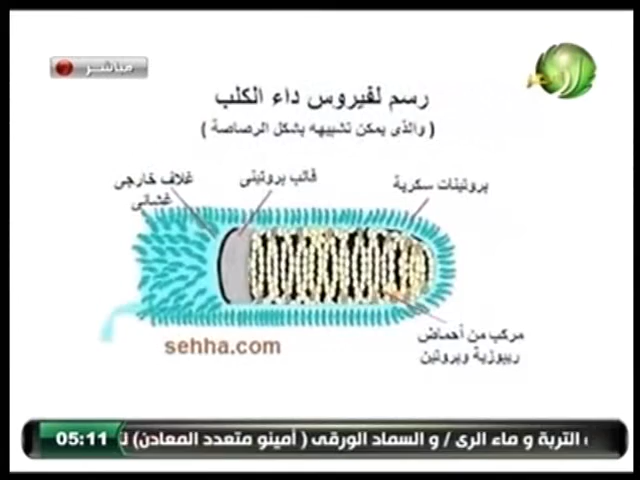 مباشر
رسم لفيروس داء الكلب
( والذى يمكن تشبيهه بشكل الرصاصة )
غلاف خارجى
غشائى
قالب بروتينى
بروتينات سكرية
مركب من أحماض
ريبوزية وبروتين
sehha.com
التربة و ماء الرى / و السماد الورقى ( أمينو متعدد المعادن )
05:11